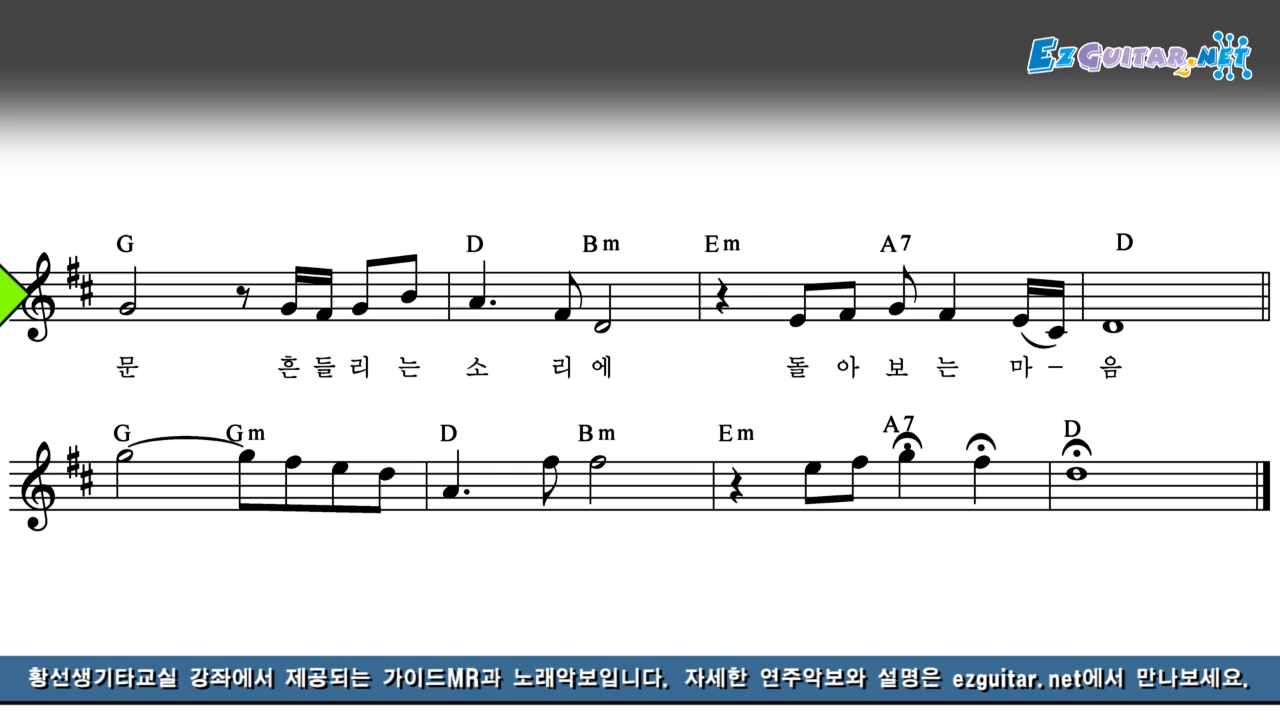 EZGUITAR2.NET
G D Bm Em A7 D
문 흔들리는 소 리에 돌 아 보 는 마 － 음
G Gm D Bm Em A7 D
황선생기타교실 강좌에서 제공되는 가이드MR과 노래악보입니다. 자세한 연주악보와 설명은 ezguitar.net에서 만나보세요.